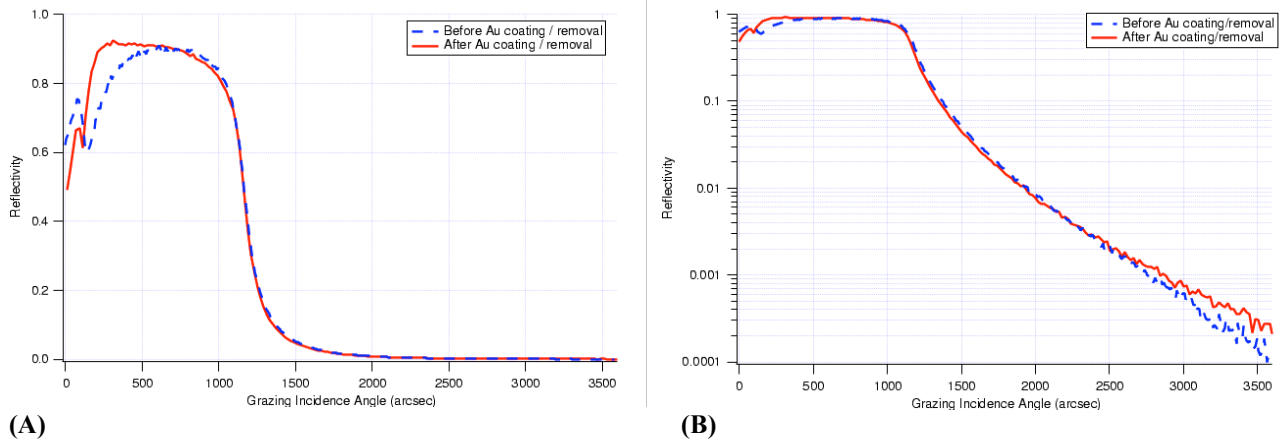 Before Au coating / removal
After Au coating / removal
1.0
0.8
0.6
0.4
0.2
0.0
Reflectivity
0
500
1000
1500
2000
2500
3000
3500
Grazing Incidence Angle (arcsec)
(A)
Before Au coating/removal
After Au coating/removal
1
0.1
0.01
0.001
0.0001
Reflectivity
0
500
1000
1500
2000
2500
3000
3500
Grazing Incidence Angle (arcsec)
(B)